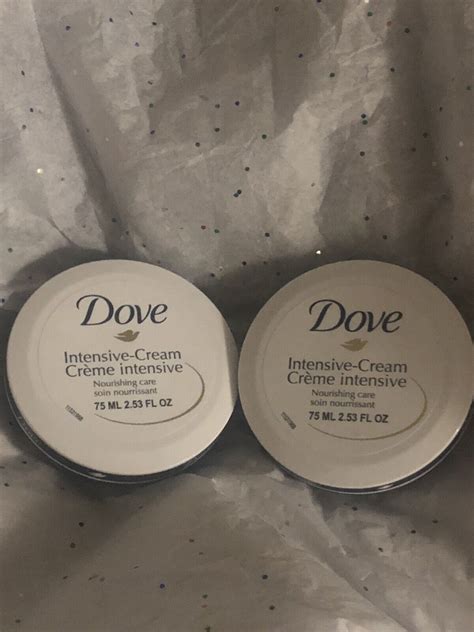 Dove
Intensive-Cream
Crème intensive
Nourishing care
soin nourrissant
75 ML 2.53 FL OZ
Dove
Intensive-Cream
Crème intensive
Nourishing care
soin nourrissant
75 ML 2.53 FL OZ